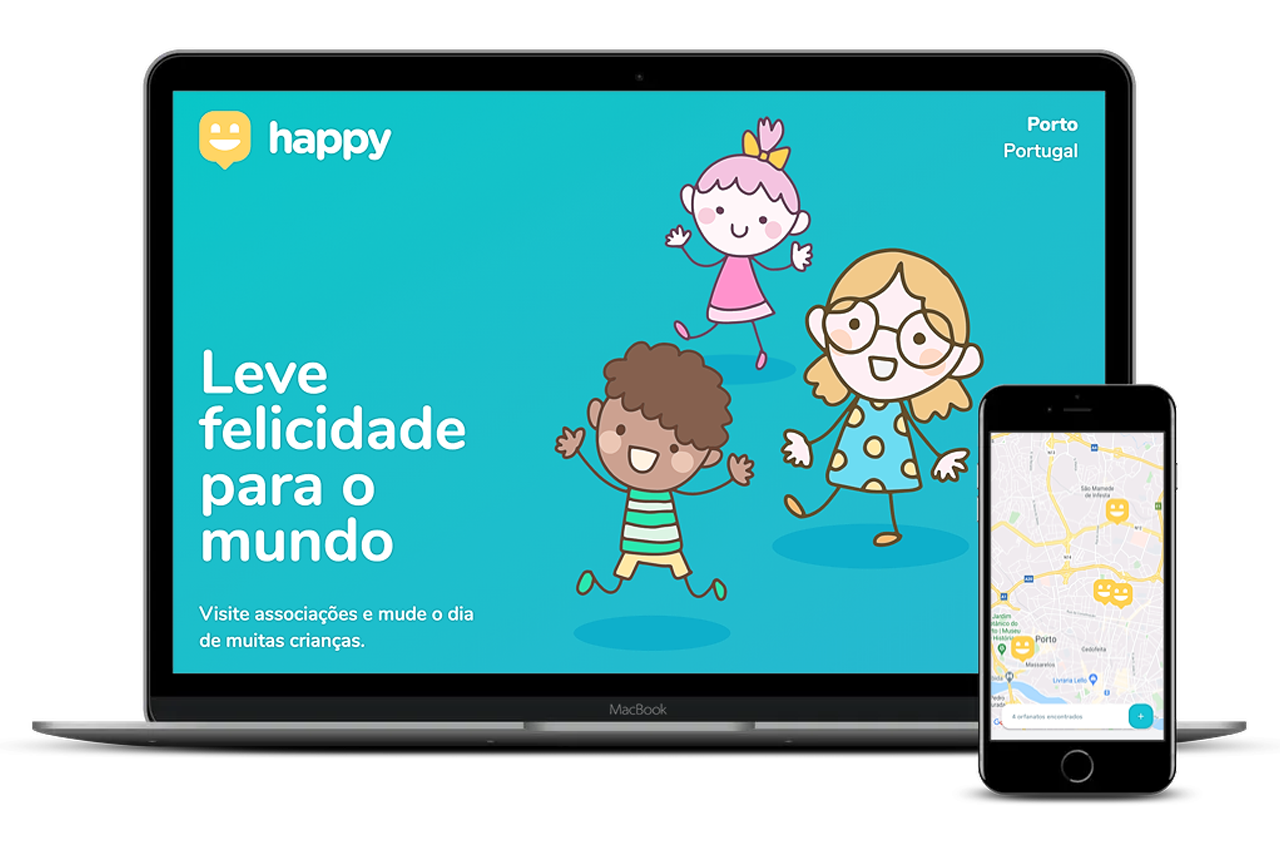 happy
Porto
Portugal
Leve
felicidade
para o
mundo
Visite associações e mude o dia
de muitas crianças.
MacBook
São Mamede
de Infesta
Jardim
Porto
Cedofeita
Massarelos
Livraria Lello
4 orfanatos encontrados